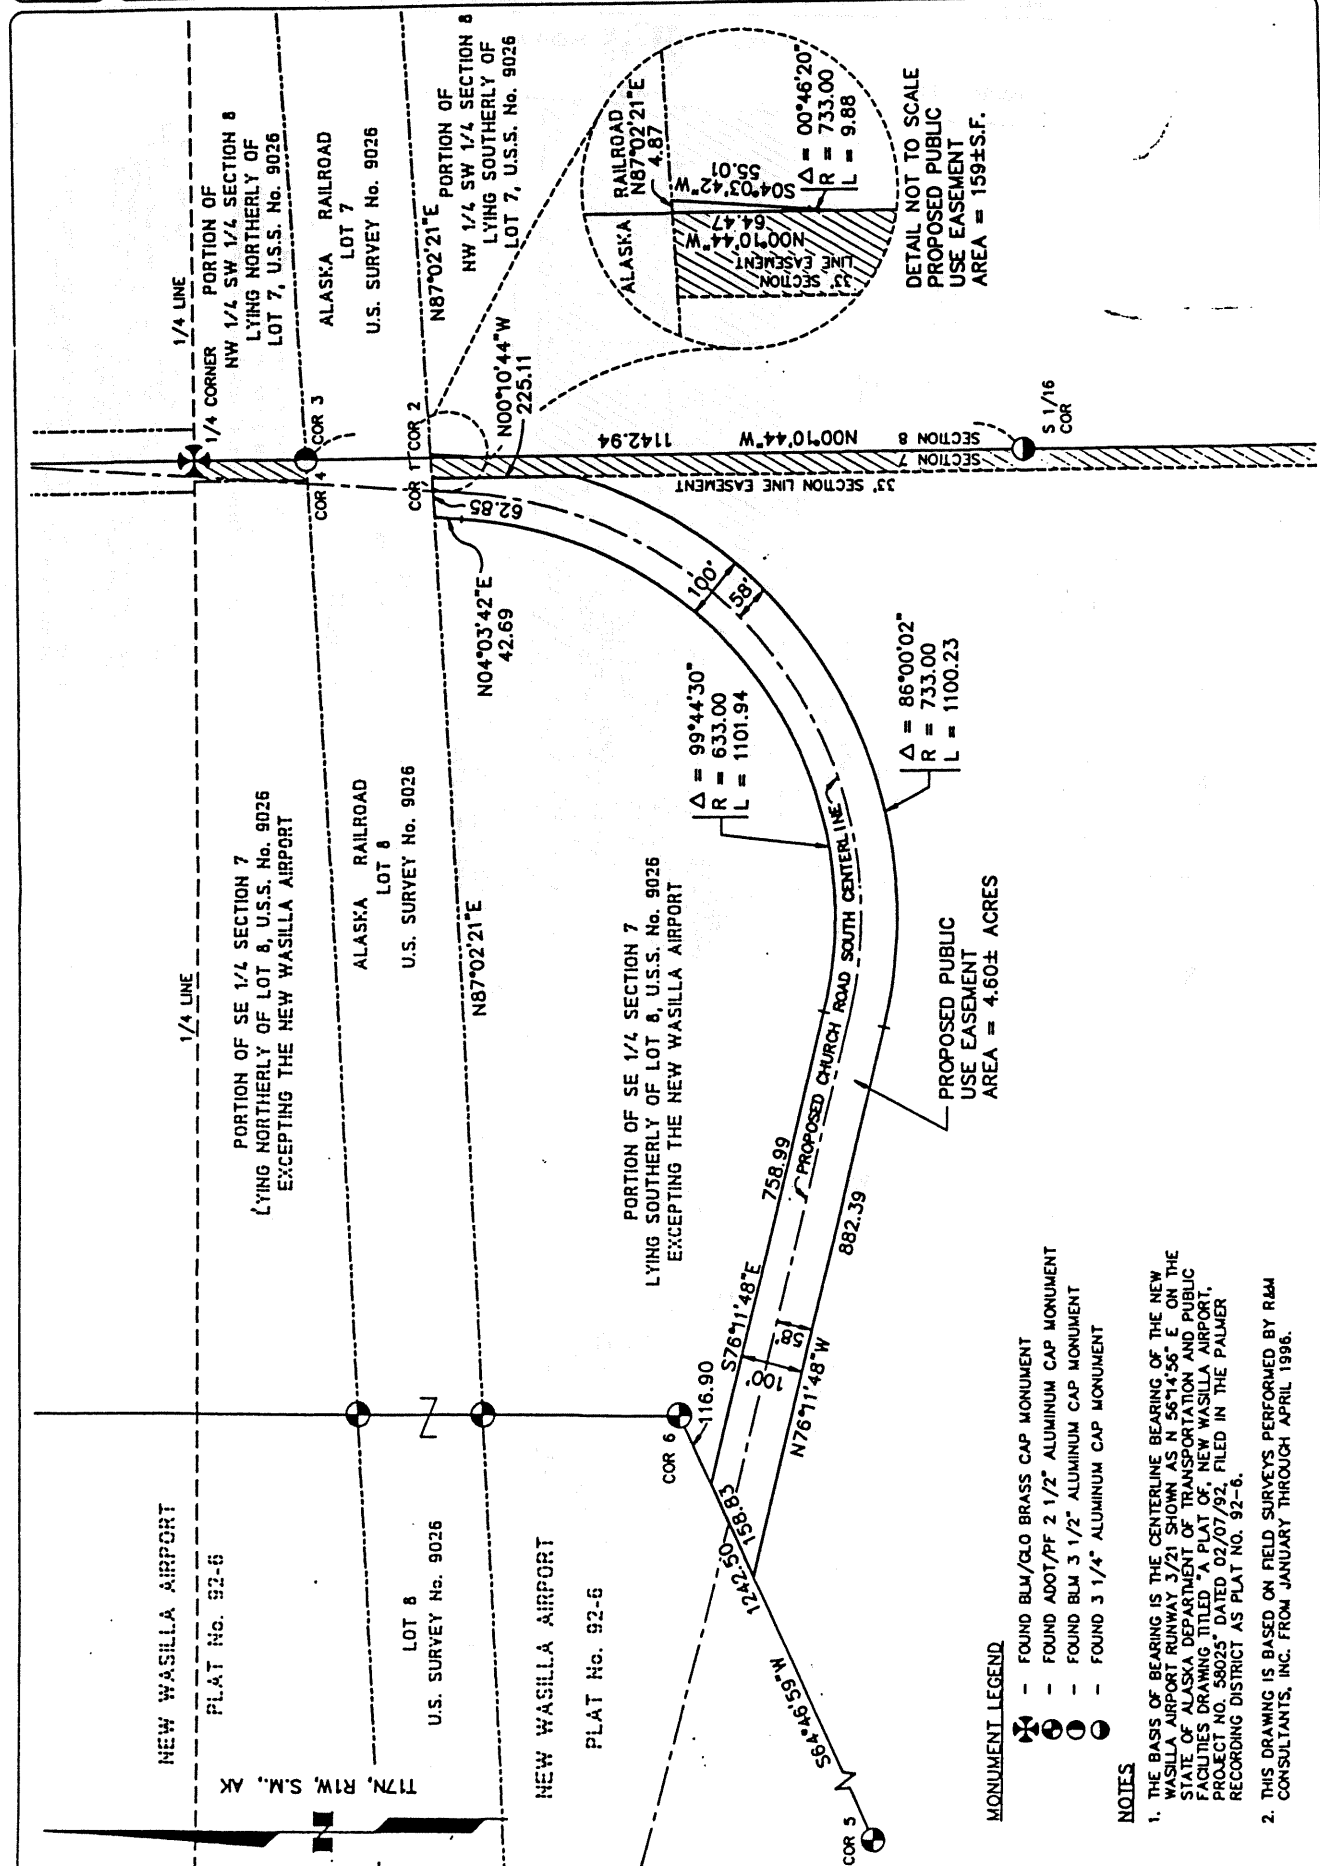 NEW WASILLA AIRPORT
PLAT No. 92-6
1/4 LINE
PORTION OF SE 1/4 SECTION 7
LYING NORTHERLY OF LOT 8, U.S.S. No. 9026
EXCEPTING THE NEW WASILLA AIRPORT
1/4 LINE
1/4 CORNER
PORTION OF
NW 1/4 SW 1/4 SECTION 8
LYING NORTHERLY OF
LOT 7, U.S.S. No. 9026
COR 3
COR 4
ALASKA RAILROAD
LOT 7
U.S. SURVEY No. 9026
ALASKA RAILROAD
LOT 8
U.S. SURVEY No. 9026
LOT 8
U.S. SURVEY No. 9026
T17N, R1W, S.M., AK
N
N87°02'21"E
COR 1
COR 2
N87°02'21"E
PORTION OF
NW 1/4 SW 1/4 SECTION 8
LYING SOUTHERLY OF
LOT 7, U.S.S. No. 9026
N00°10'44"W
225.11
62.85
N04°03'42"E
42.69
NEW WASILLA AIRPORT
PLAT No. 92-6
PORTION OF SE 1/4 SECTION 7
LYING SOUTHERLY OF LOT 8, U.S.S. No. 9026
EXCEPTING THE NEW WASILLA AIRPORT
ALASKA RAILROAD
N87°02'21"E
4.87
S04°03'42"W
55.01
N00°10'44"W
64.47
33' SECTION
LINE EASEMENT
Δ = 00°46'20"
R = 733.00
L = 9.88
DETAIL NOT TO SCALE
PROPOSED PUBLIC
USE EASEMENT
AREA = 159±S.F.
1142.94
N00°10'44"W
SECTION 8
SECTION 7
33' SECTION LINE EASEMENT
S 1/16
COR
100'
58'
Δ = 99°44'30"
R = 633.00
L = 1101.94
Δ = 86°00'02"
R = 733.00
L = 1100.23
PROPOSED CHURCH ROAD SOUTH CENTERLINE
COR 6
116.90
S76°11'48"E
758.99
100'
58'
N76°11'48"W
882.39
1242.50
158.83
S64°46'59"W
COR 5
PROPOSED PUBLIC
USE EASEMENT
AREA = 4.60± ACRES
MONUMENT LEGEND
- FOUND BLM/GLO BRASS CAP MONUMENT
- FOUND ADOT/PF 2 1/2" ALUMINUM CAP MONUMENT
- FOUND BLM 3 1/2" ALUMINUM CAP MONUMENT
- FOUND 3 1/4" ALUMINUM CAP MONUMENT
NOTES
1. THE BASIS OF BEARING IS THE CENTERLINE BEARING OF THE NEW
WASILLA AIRPORT RUNWAY 3/21 SHOWN AS N 56°14'56" E ON THE
STATE OF ALASKA DEPARTMENT OF TRANSPORTATION AND PUBLIC
FACILITIES DRAWING TITLED "A PLAT OF, NEW WASILLA AIRPORT,
PROJECT NO. 58025" DATED 02/07/92, FILED IN THE PALMER
RECORDING DISTRICT AS PLAT NO. 92-6.
2. THIS DRAWING IS BASED ON FIELD SURVEYS PERFORMED BY R&M
CONSULTANTS, INC. FROM JANUARY THROUGH APRIL 1996.